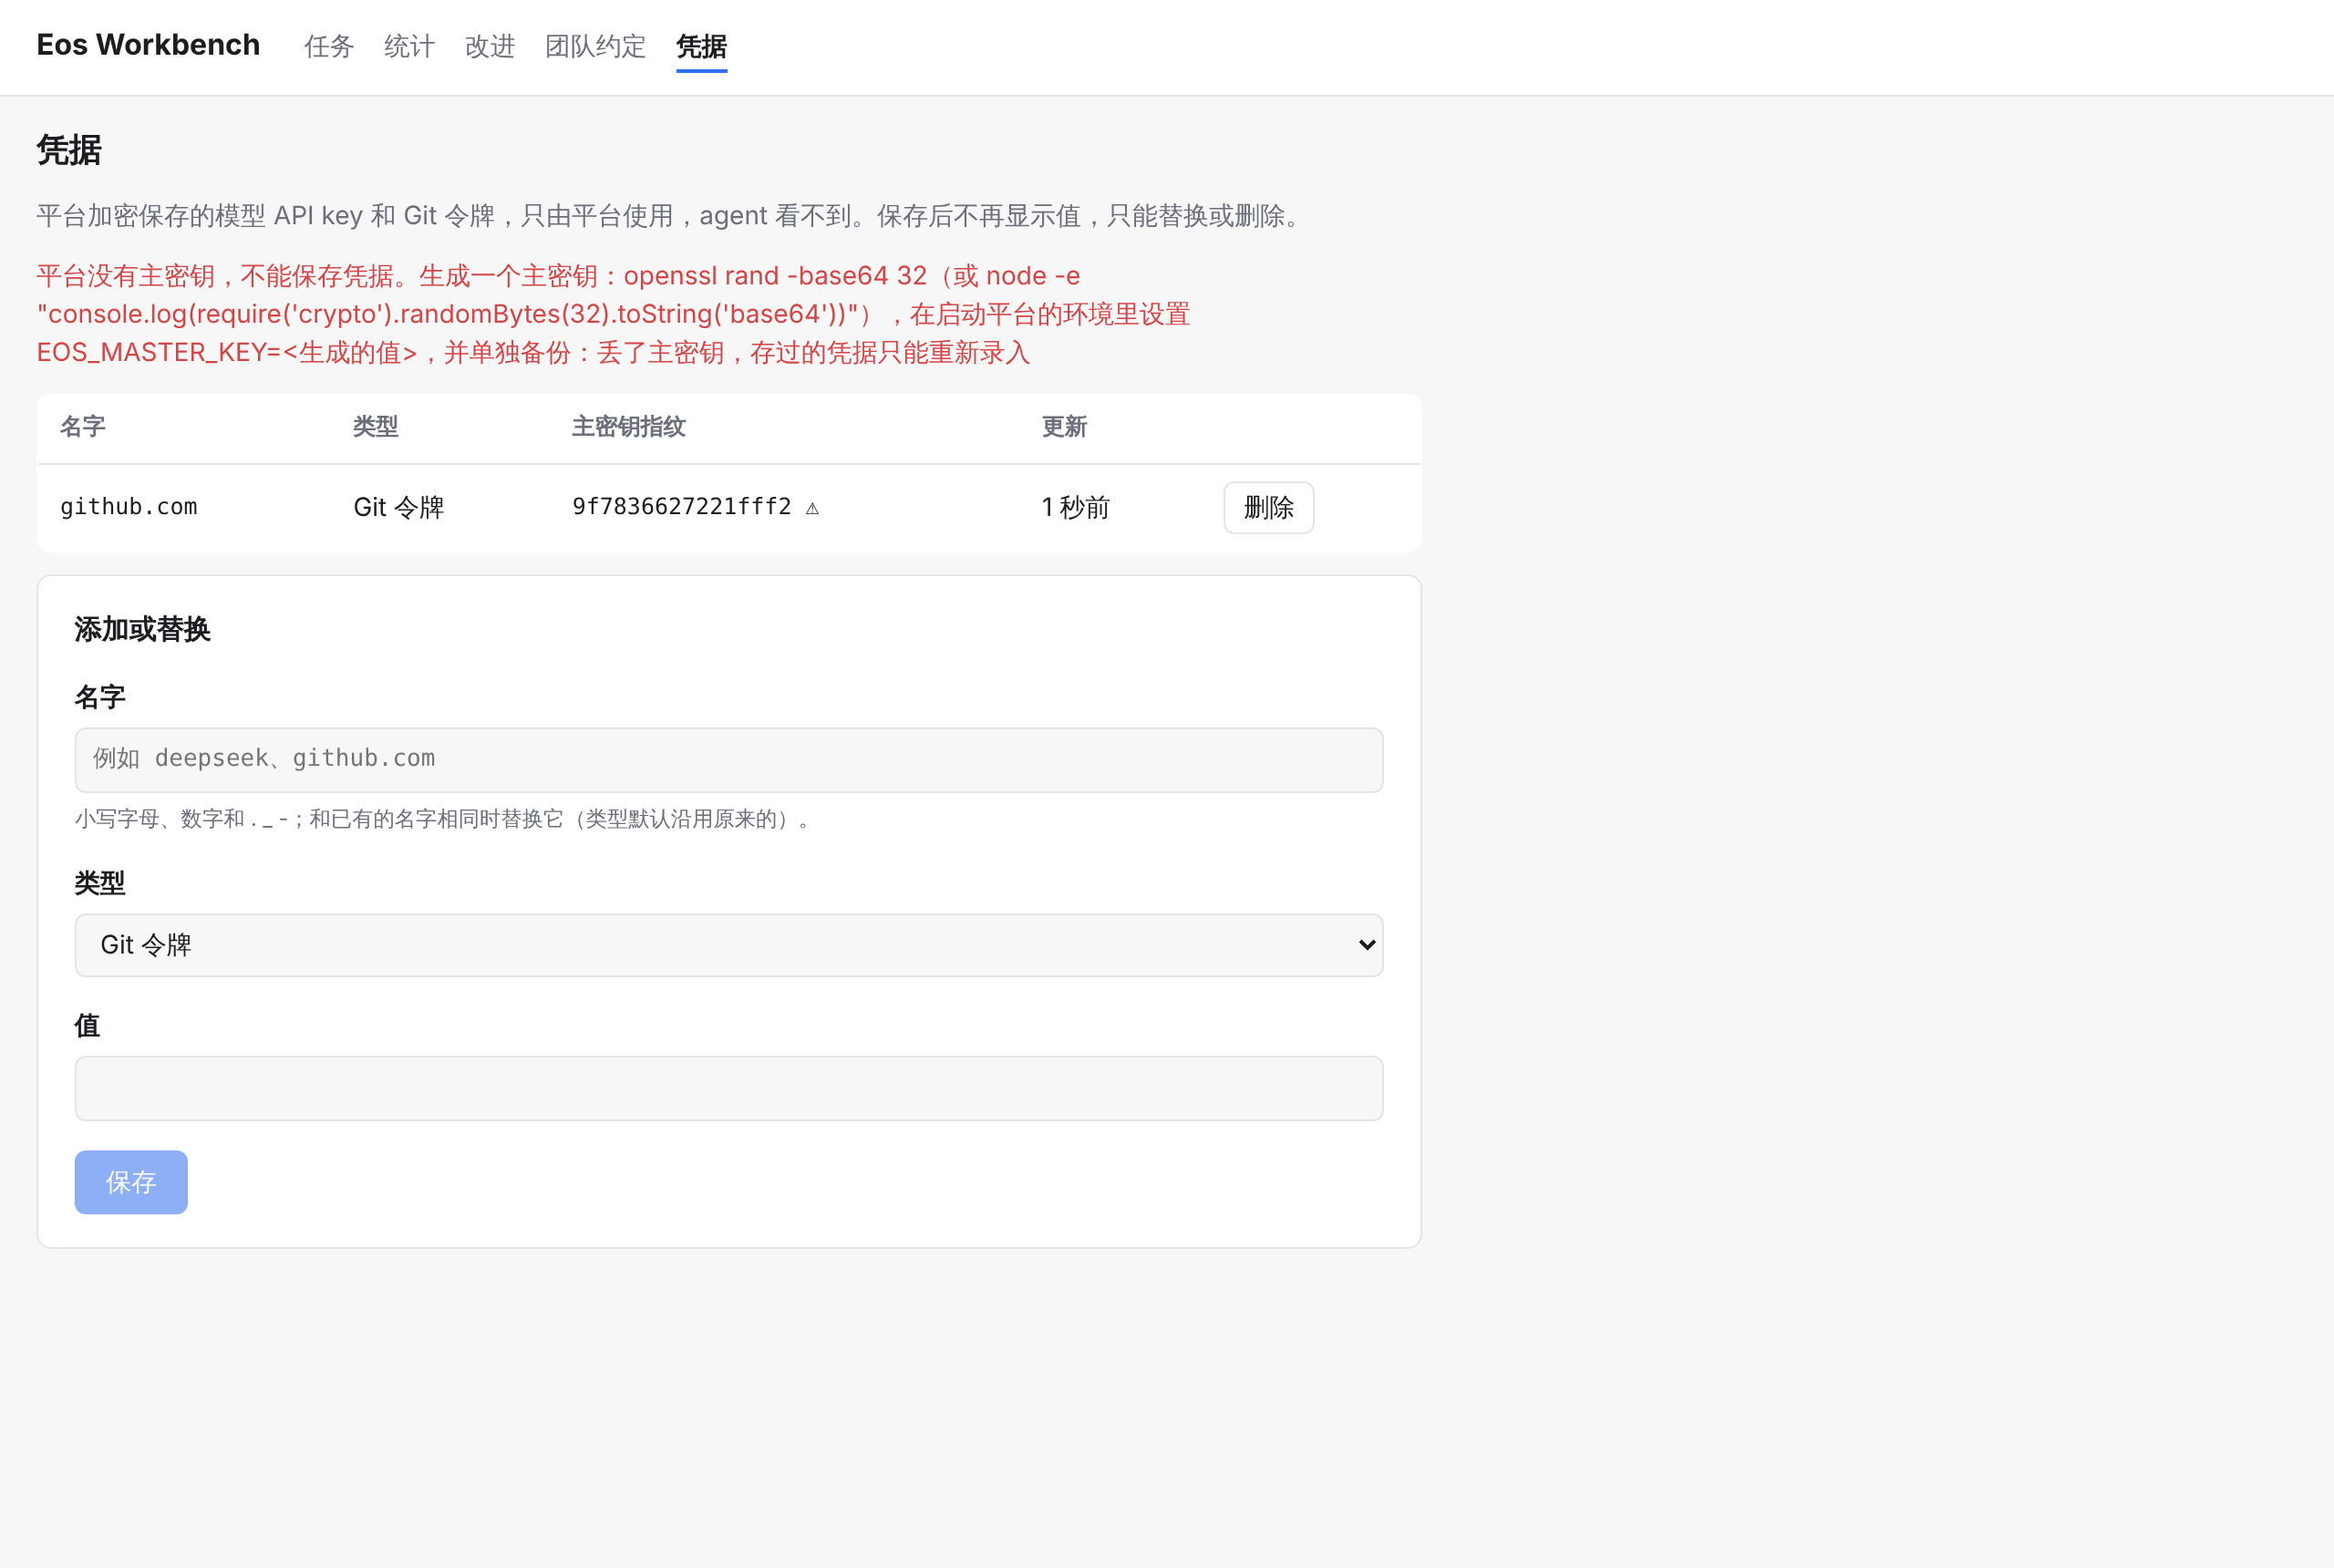 Eos Workbench 任务 统计 改进 团队约定 凭据
凭据
平台加密保存的模型 API key 和 Git 令牌，只由平台使用，agent 看不到。保存后不再显示值，只能替换或删除。
平台没有主密钥，不能保存凭据。生成一个主密钥：openssl rand -base64 32（或 node -e
"console.log(require('crypto').randomBytes(32).toString('base64'))"），在启动平台的环境里设置
EOS_MASTER_KEY=<生成的值>，并单独备份：丢了主密钥，存过的凭据只能重新录入
名字 类型 主密钥指纹 更新
github.com Git 令牌 9f7836627221fff2 ⚠ 1 秒前 删除
添加或替换
名字
例如 deepseek、github.com
小写字母、数字和 . _ -；和已有的名字相同时替换它（类型默认沿用原来的）。
类型
Git 令牌
值
保存